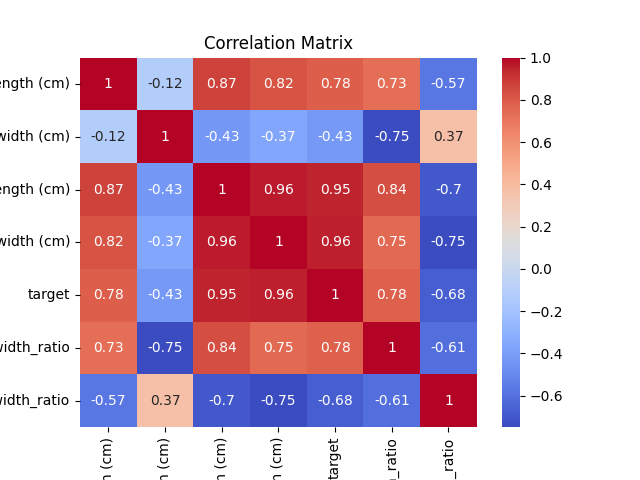 Correlation Matrix
ength (cm) 1 -0.12 0.87 0.82 0.78 0.73 -0.57
width (cm) -0.12 1 -0.43 -0.37 -0.43 -0.75 0.37
ength (cm) 0.87 -0.43 1 0.96 0.95 0.84 -0.7
width (cm) 0.82 -0.37 0.96 1 0.96 0.75 -0.75
target 0.78 -0.43 0.95 0.96 1 0.78 -0.68
width_ratio 0.73 -0.75 0.84 0.75 0.78 1 -0.61
width_ratio -0.57 0.37 -0.7 -0.75 -0.68 -0.61 1
(cm)
(cm)
(cm)
(cm)
target
_ratio
_ratio
1.0
0.8
0.6
0.4
0.2
0.0
−0.2
−0.4
−0.6